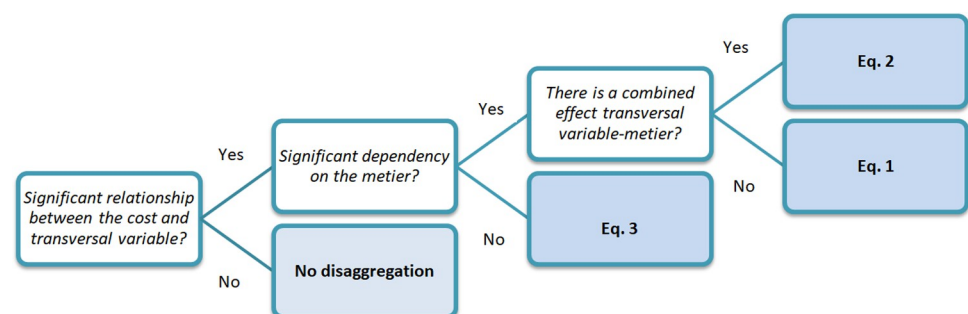 Significant relationship
between the cost and
transversal variable?
Yes
No
Significant dependency
on the metier?
No disaggregation
Yes
No
There is a combined
effect transversal
variable-metier?
Eq. 3
Yes
No
Eq. 2
Eq. 1